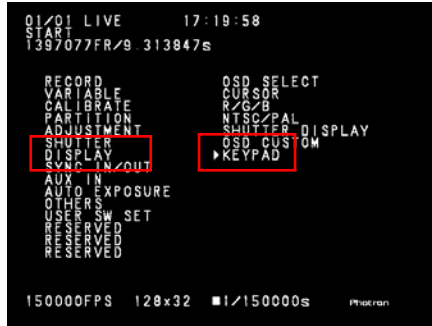 01/01 LIVE 17:19:58
START
1397077FR/9.313847s
RECORD
VARIABLE
CALIBRATE
PARTITION
ADJUSTMENT
SHUTTER
DISPLAY
SYNC IN/OUT
AUX IN
AUTO EXPOSURE
OTHERS
USER SW SET
RESERVED
RESERVED
RESERVED
OSD SELECT
CURSOR
R/G/B
NTSC/PAL
SHUTTER DISPLAY
OSD CUSTOM
▶KEYPAD
150000FPS 128x32 ■1/150000s Photron